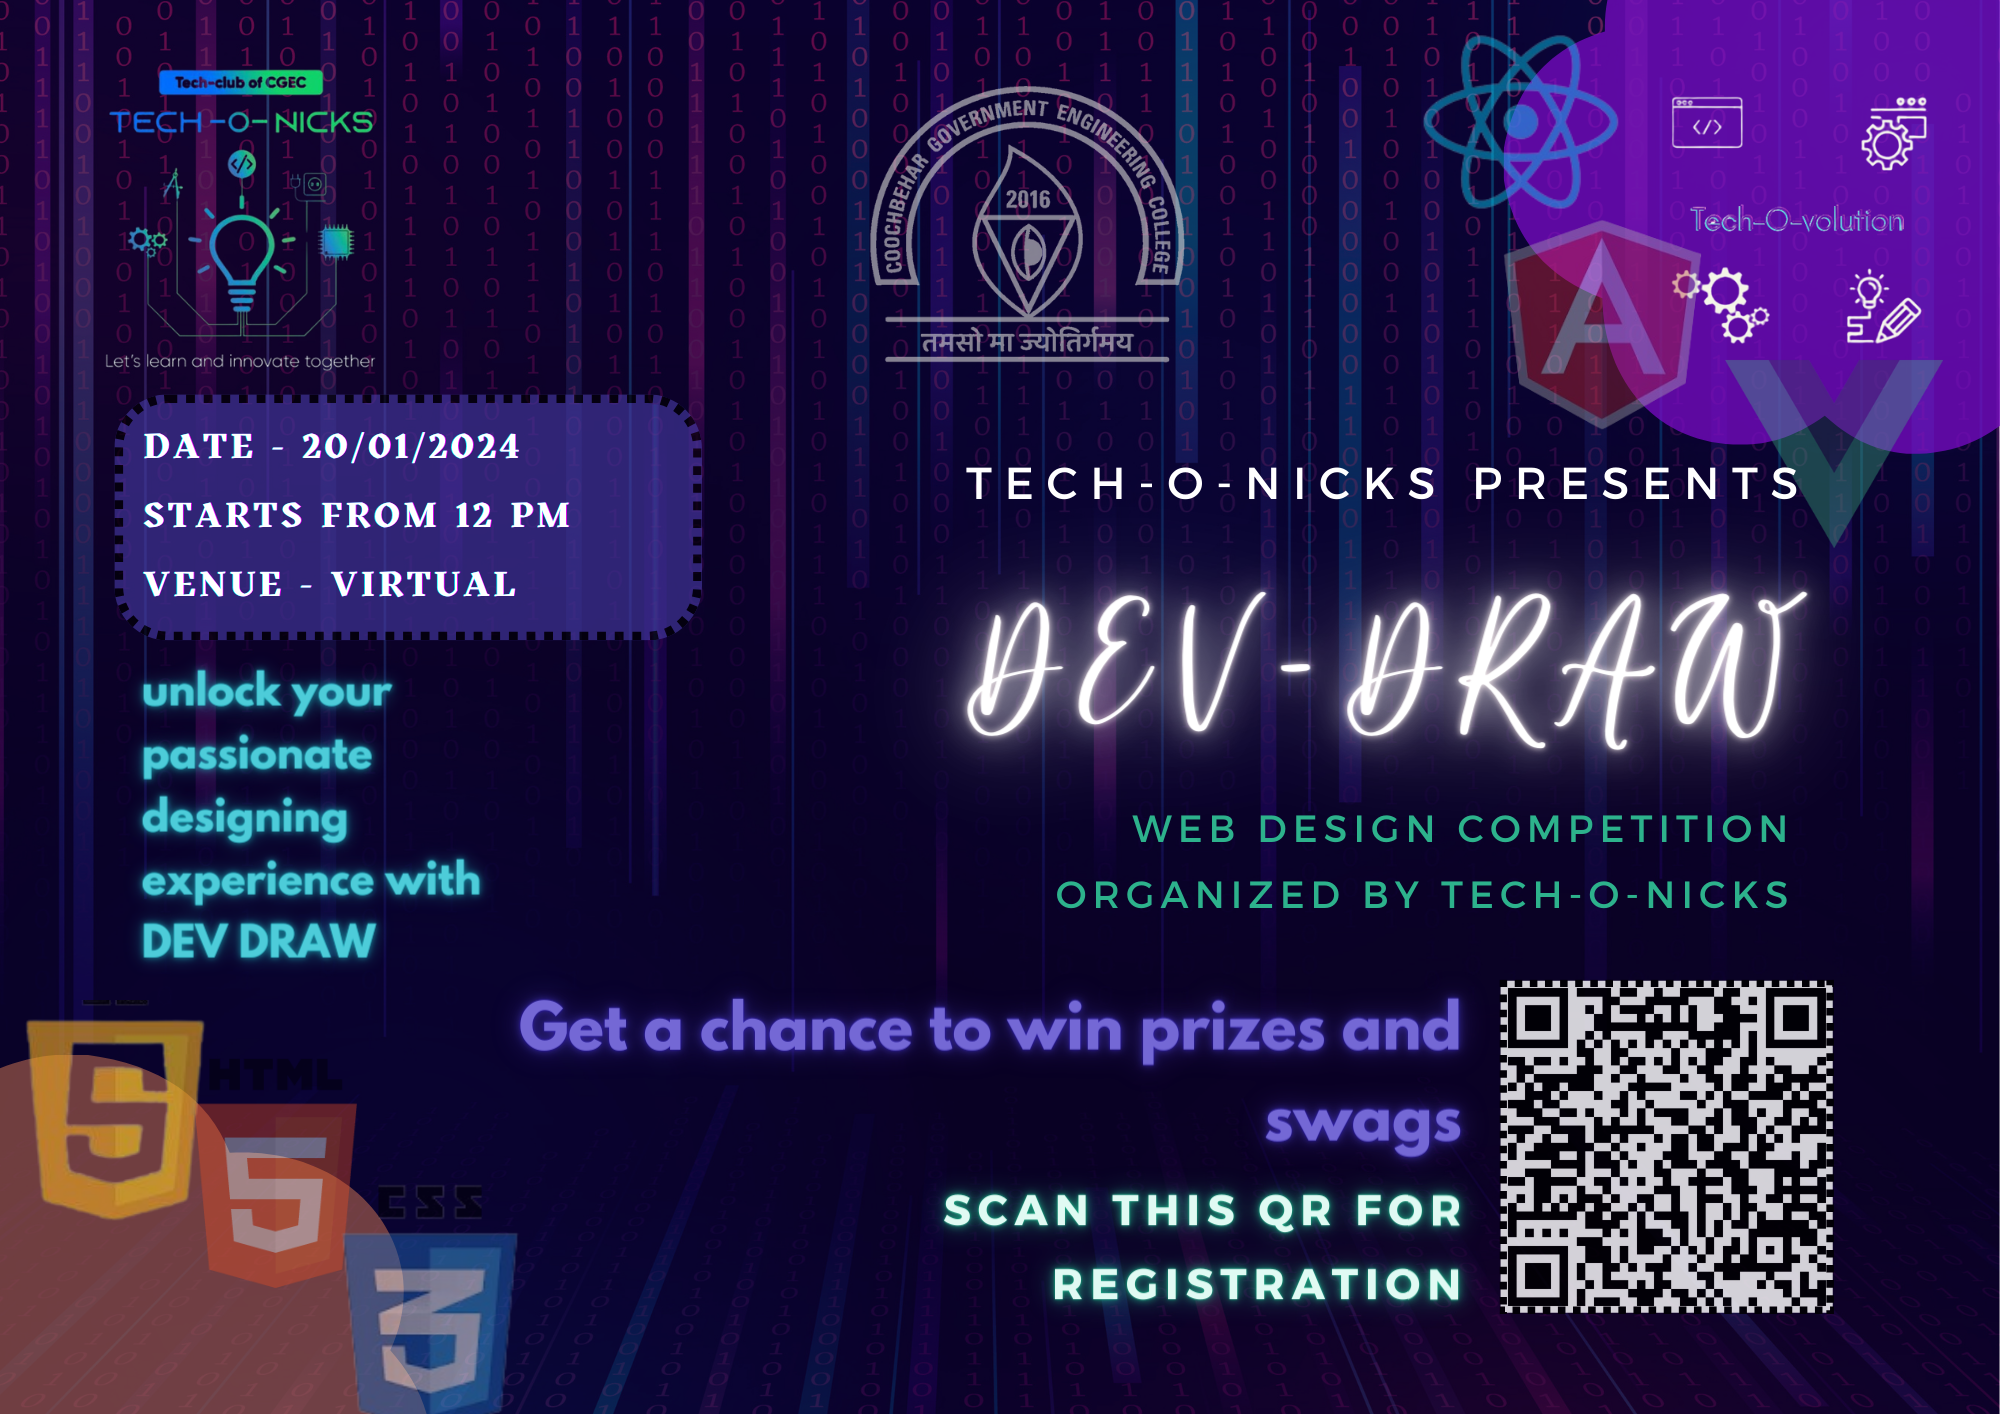 Tech-club of CGEC
TECH-O-NICKS
Let's learn and innovate together
COOCHBEHAR GOVERNMENT ENGINEERING COLLEGE
2016
तमसो मा ज्योतिर्गमय
Tech-O-volution
DATE - 20/01/2024
STARTS FROM 12 PM
VENUE - VIRTUAL
TECH-O-NICKS PRESENTS
DEV-DRAW
WEB DESIGN COMPETITION
ORGANIZED BY TECH-O-NICKS
unlock your
passionate
designing
experience with
DEV DRAW
Get a chance to win prizes and
swags
SCAN THIS QR FOR
REGISTRATION
HTML
5
CSS
3